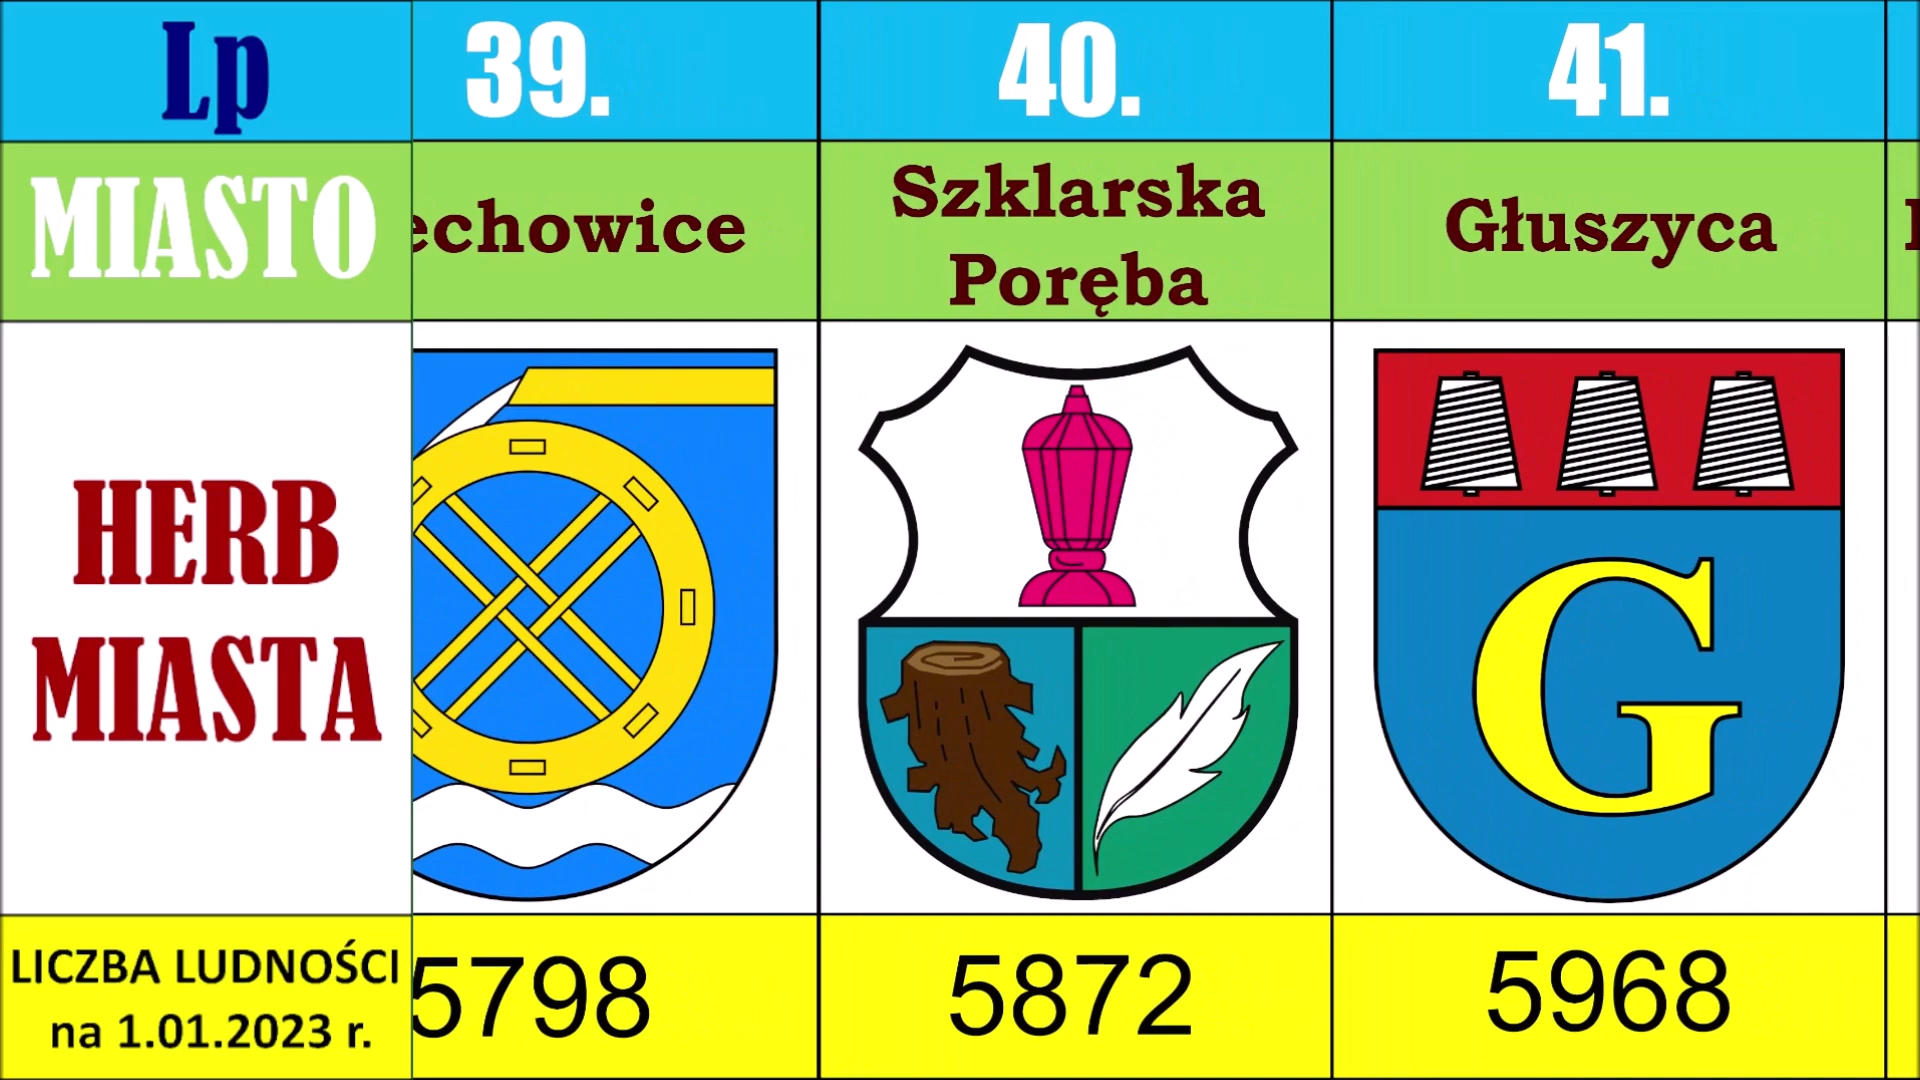 Lp 39. 40. 41.
MIASTO echowice Szklarska Poręba Głuszyca
HERB
MIASTA
G
LICZBA LUDNOŚCI
na 1.01.2023 r.
5798 5872 5968